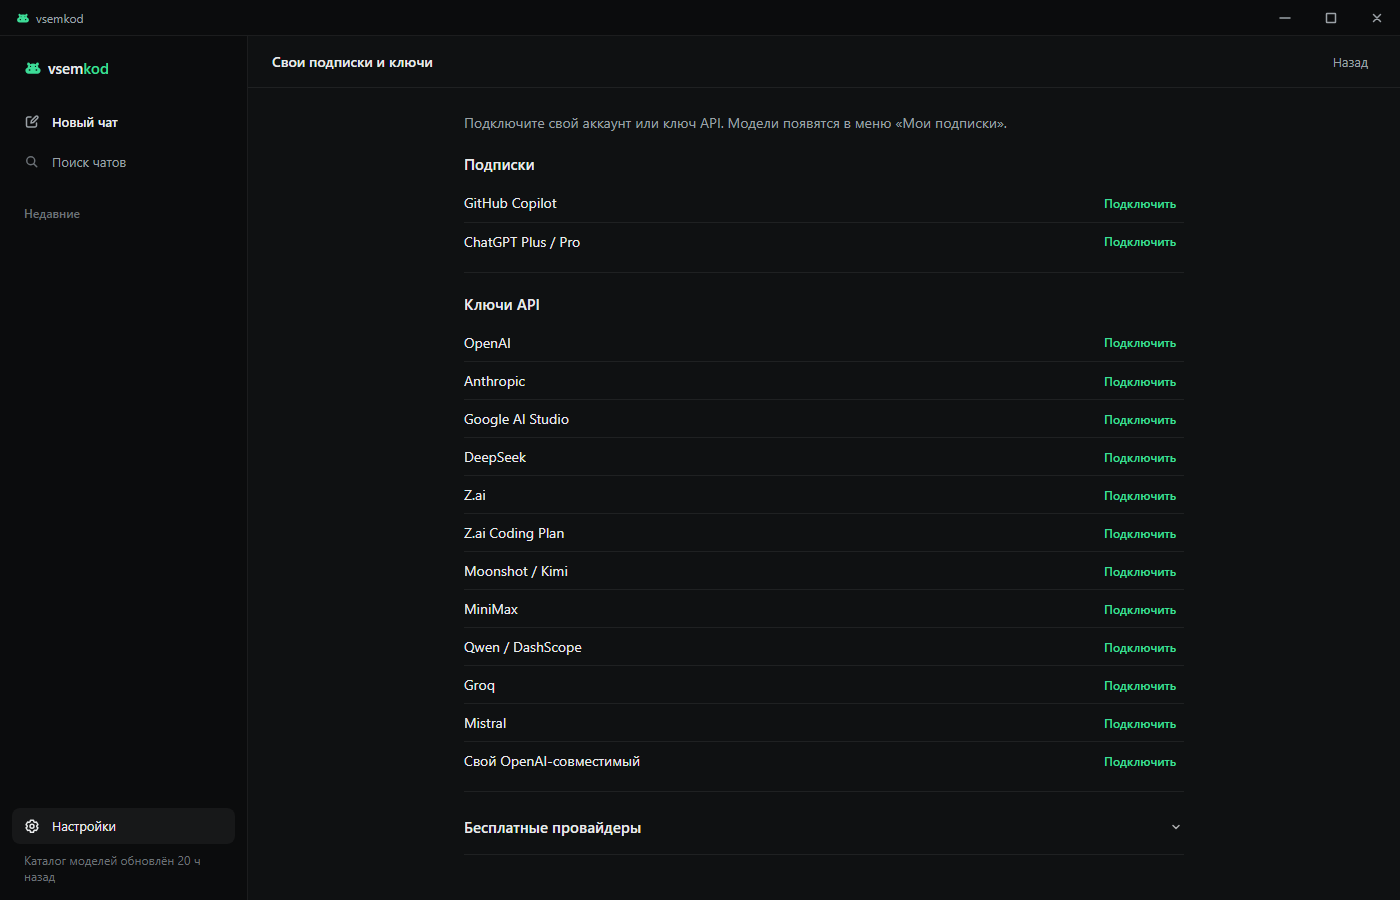 vsemkod
vsemkod
Новый чат
Поиск чатов
Недавние
Настройки
Каталог моделей обновлён 20 ч
назад
Свои подписки и ключи
Назад
Подключите свой аккаунт или ключ API. Модели появятся в меню «Мои подписки».
Подписки
GitHub Copilot Подключить
ChatGPT Plus / Pro Подключить
Ключи API
OpenAI Подключить
Anthropic Подключить
Google AI Studio Подключить
DeepSeek Подключить
Z.ai Подключить
Z.ai Coding Plan Подключить
Moonshot / Kimi Подключить
MiniMax Подключить
Qwen / DashScope Подключить
Groq Подключить
Mistral Подключить
Свой OpenAI-совместимый Подключить
Бесплатные провайдеры